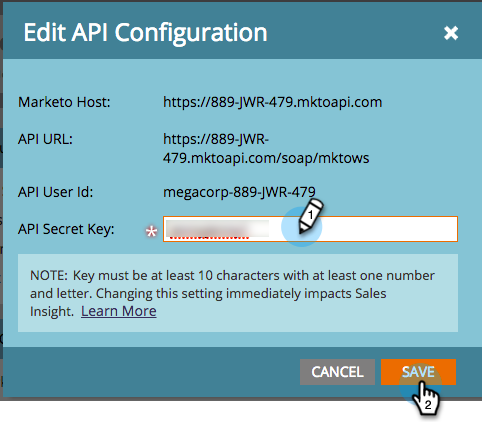 Edit API Configuration
Marketo Host: https://889-JWR-479.mktoapi.com
API URL: https://889-JWR-
479.mktoapi.com/soap/mktows
API User Id: megacorp-889-JWR-479
API Secret Key: *
1
NOTE: Key must be at least 10 characters with at least one number
and letter. Changing this setting immediately impacts Sales
Insight. Learn More
CANCEL SAVE
2